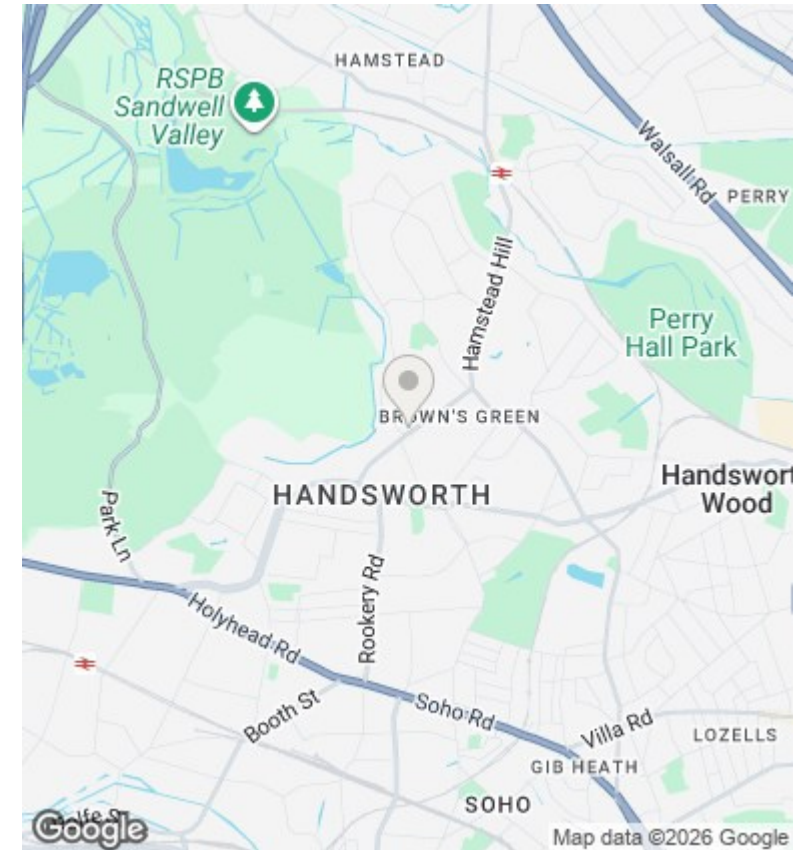 HAMSTEAD
RSPB
Sandwell
Valley
Walsall Rd
PERRY
Hamstead Hill
Perry
Hall Park
BROWN'S GREEN
HANDSWORTH
Handswort
Wood
Park Ln
Rookery Rd
Holyhead Rd
Booth St
Soho Rd
Villa Rd
LOZELLS
GIB HEATH
SOHO
Google
Map data ©2026 Google